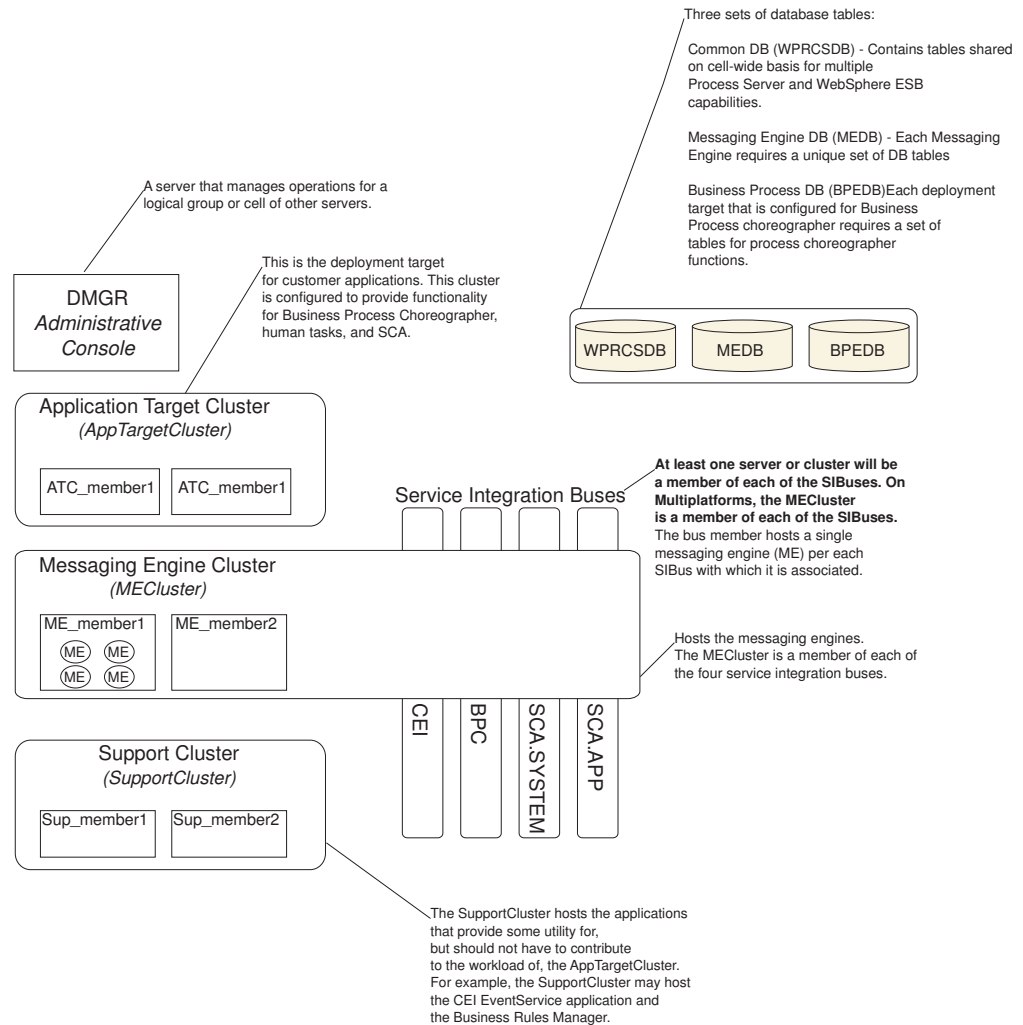 Three sets of database tables:
Common DB (WPRCSDB) - Contains tables shared
on cell-wide basis for multiple
Process Server and WebSphere ESB
capabilities.
Messaging Engine DB (MEDB) - Each Messaging
Engine requires a unique set of DB tables
Business Process DB (BPEDB)Each deployment
target that is configured for Business
Process choreographer requires a set of
tables for process choreographer
functions.
A server that manages operations for a
logical group or cell of other servers.
This is the deployment target
for customer applications. This cluster
is configured to provide functionality
for Business Process Choreographer,
human tasks, and SCA.
DMGR
Administrative
Console
WPRCSDB
MEDB
BPEDB
Application Target Cluster
(AppTargetCluster)
ATC_member1
ATC_member1
Service Integration Buses
At least one server or cluster will be
a member of each of the SIBuses. On
Multiplatforms, the MECluster
is a member of each of the SIBuses.
The bus member hosts a single
messaging engine (ME) per each
SIBus with which it is associated.
Messaging Engine Cluster
(MECluster)
ME_member1
ME
ME
ME
ME
ME_member2
Hosts the messaging engines.
The MECluster is a member of each of
the four service integration buses.
CEI
BPC
SCA.SYSTEM
SCA.APP
Support Cluster
(SupportCluster)
Sup_member1
Sup_member2
The SupportCluster hosts the applications
that provide some utility for,
but should not have to contribute
to the workload of, the AppTargetCluster.
For example, the SupportCluster may host
the CEI EventService application and
the Business Rules Manager.